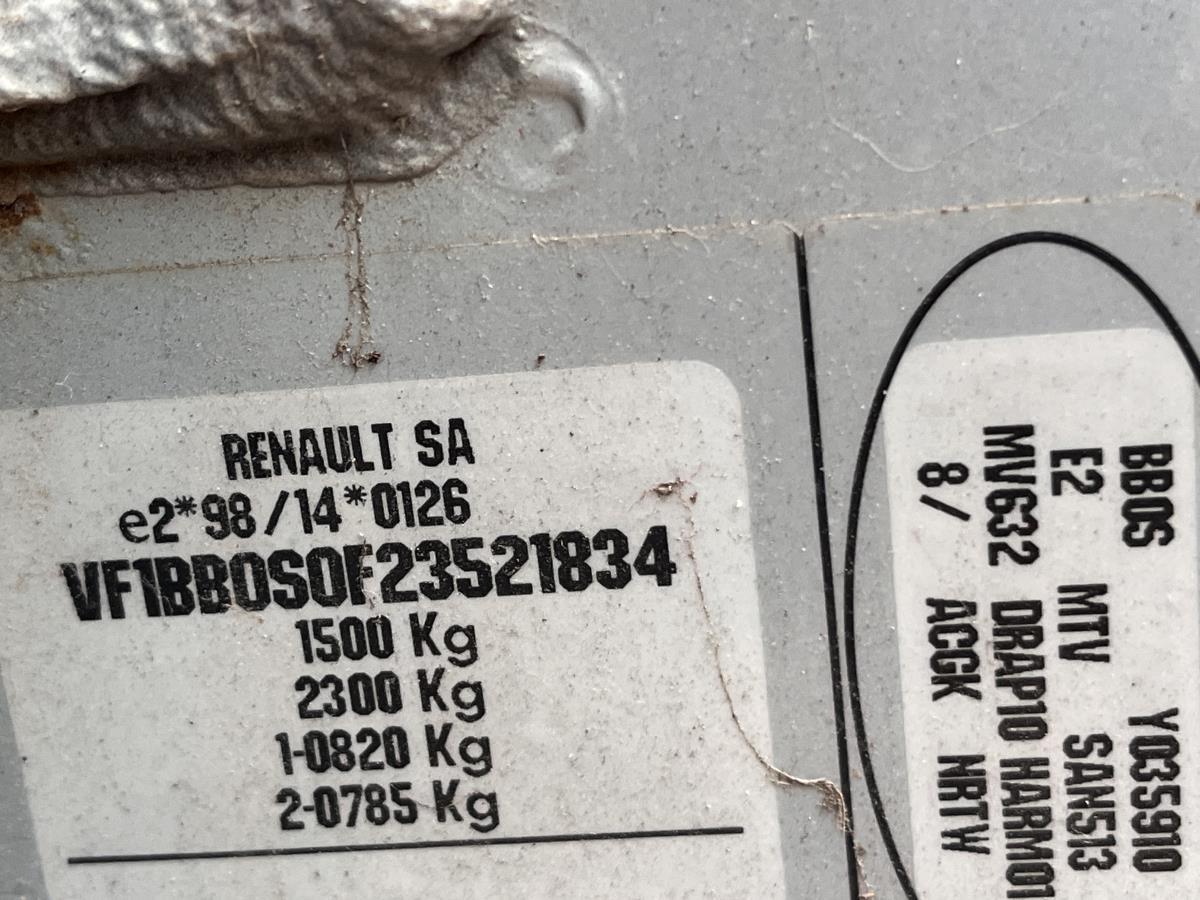 RENAULT SA
e2*98/14*0126
VF1BB0S0F23521834
1500 Kg
2300 Kg
1-0820 Kg
2-0785 Kg
BB0S Y035910
E2 MTV SAN513
MV632 DRAP10 HARM01
8/ ACGK NRTV